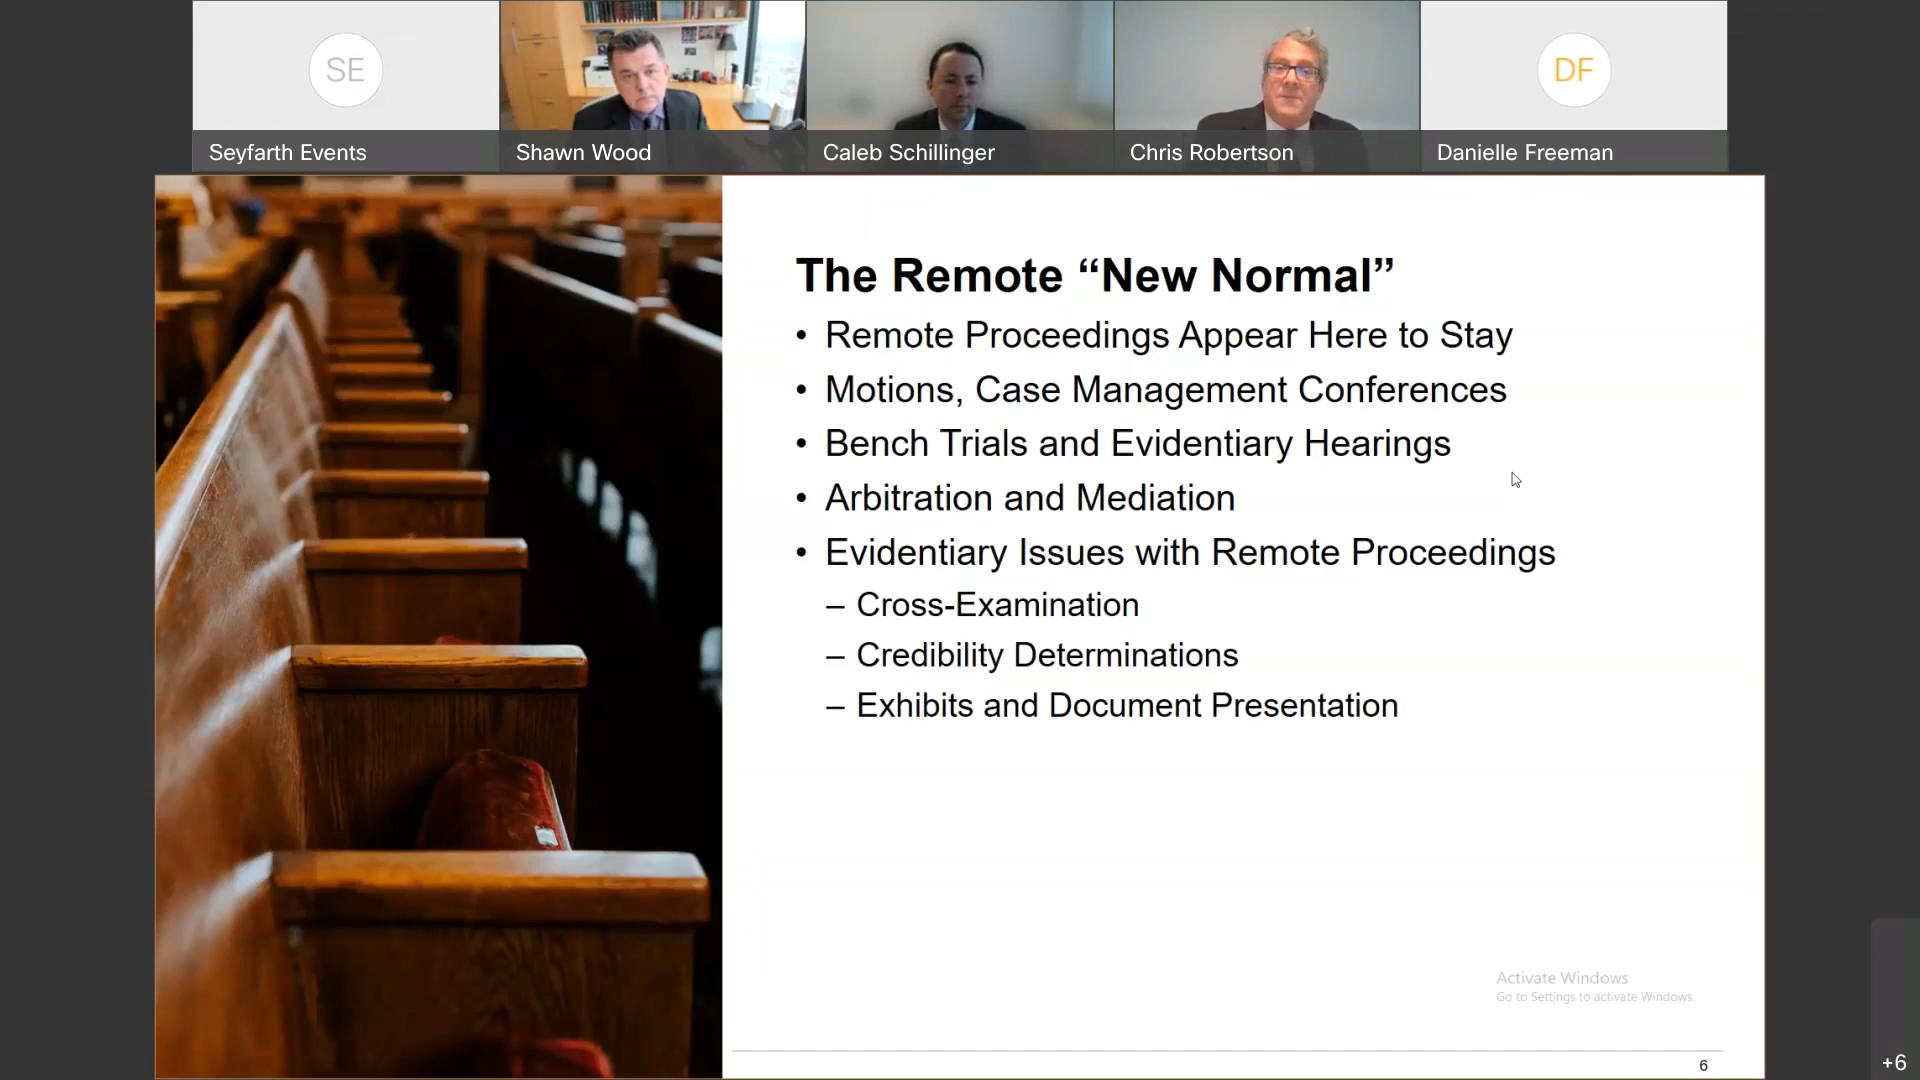 SE
DF
Seyfarth Events
Shawn Wood
Caleb Schillinger
Chris Robertson
Danielle Freeman
The Remote “New Normal”
• Remote Proceedings Appear Here to Stay
• Motions, Case Management Conferences
• Bench Trials and Evidentiary Hearings
• Arbitration and Mediation
• Evidentiary Issues with Remote Proceedings
– Cross-Examination
– Credibility Determinations
– Exhibits and Document Presentation
Activate Windows
Go to Settings to activate Windows.
6
+6